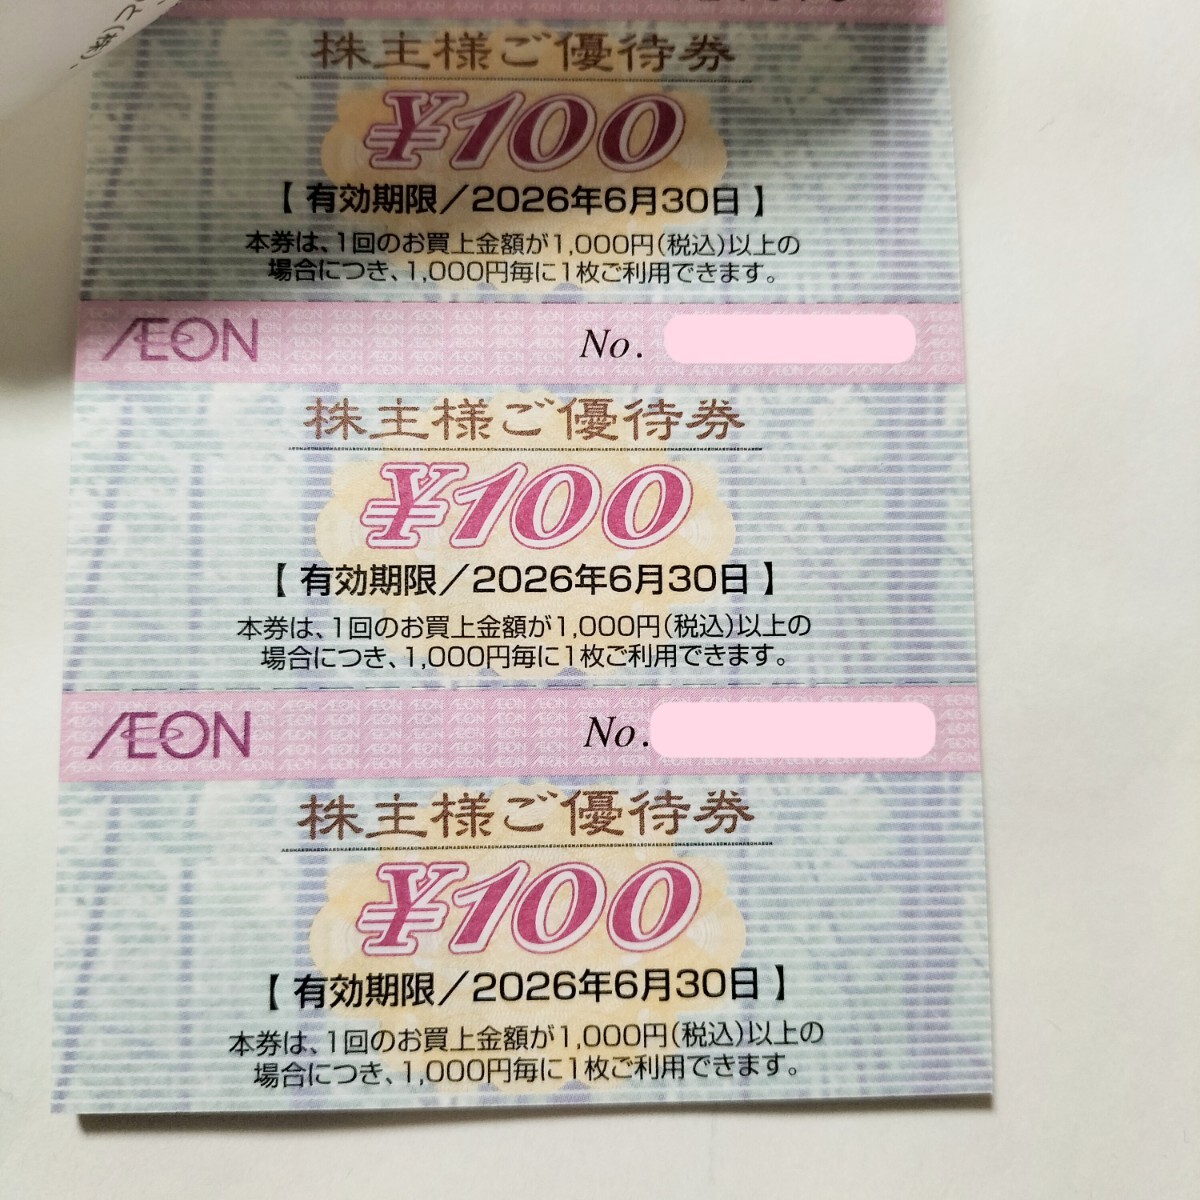 株主様ご優待券
¥100
【 有効期限/2026年6月30日 】
本券は、1回のお買上金額が1,000円(税込)以上の
場合につき、1,000円毎に1枚ご利用できます。
AEON No.
株主様ご優待券
¥100
【 有効期限/2026年6月30日 】
本券は、1回のお買上金額が1,000円(税込)以上の
場合につき、1,000円毎に1枚ご利用できます。
AEON No.
株主様ご優待券
¥100
【 有効期限/2026年6月30日 】
本券は、1回のお買上金額が1,000円(税込)以上の
場合につき、1,000円毎に1枚ご利用できます。